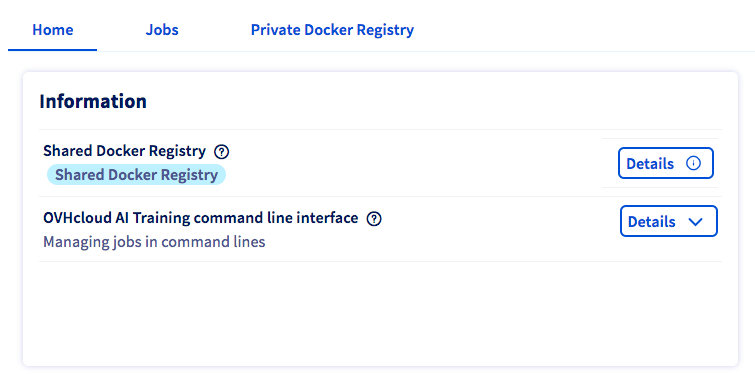 Home Jobs Private Docker Registry
Information
Shared Docker Registry
Shared Docker Registry
Details
OVHcloud AI Training command line interface
Managing jobs in command lines
Details